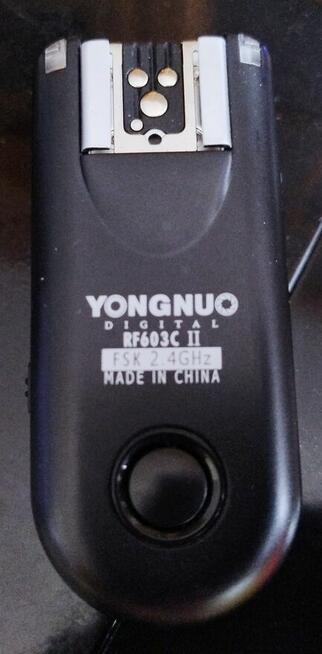 YONGNUO
DIGITAL
RF603C II
FSK 2.4GHz
MADE IN CHINA